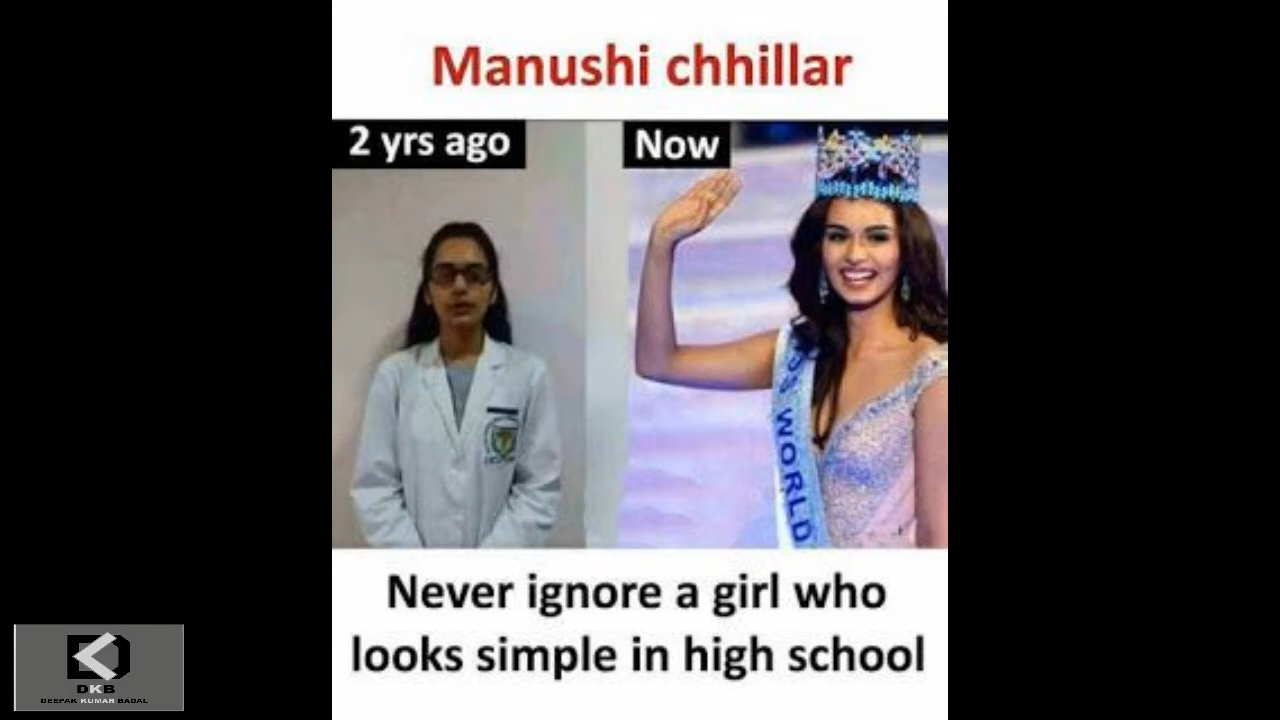 Manushi chhillar
2 yrs ago
Now
SS WORLD
Never ignore a girl who
looks simple in high school
DKB
DEEPAK KUMAR BADAL